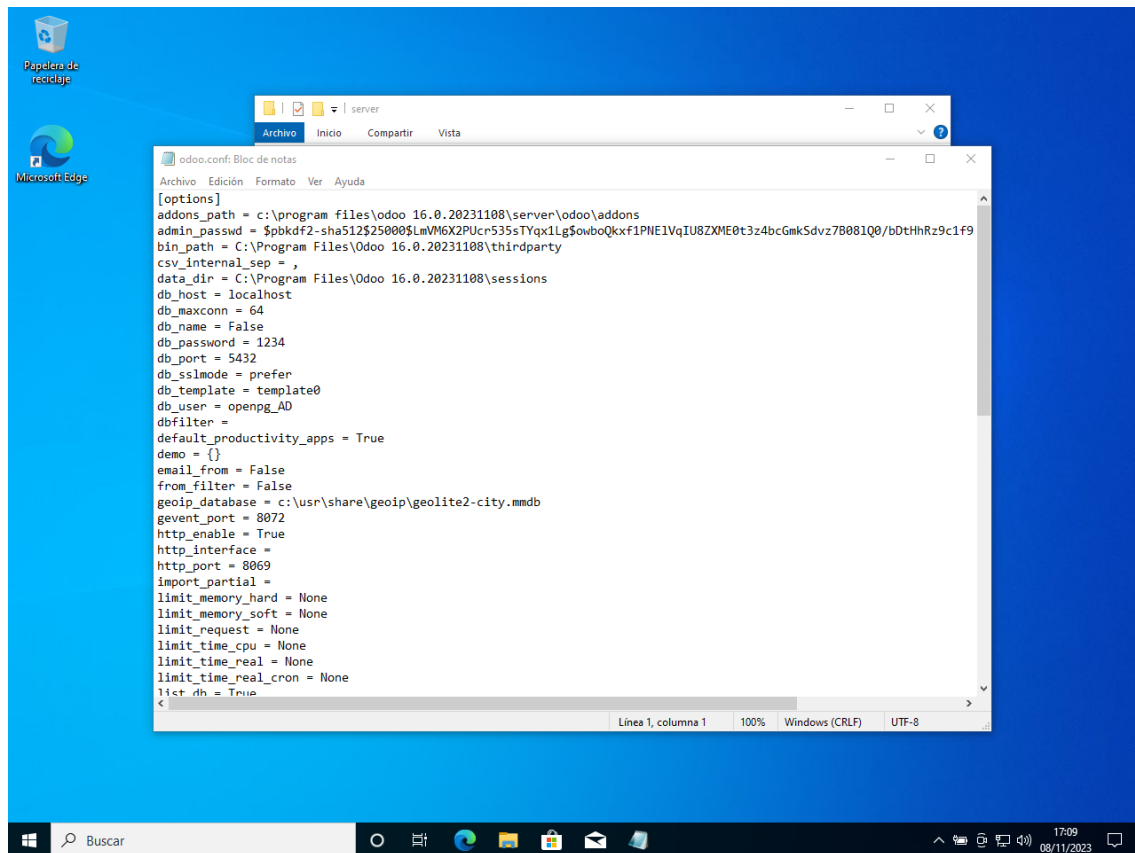 Papelera de
reciclaje
Microsoft Edge
server
Archivo Inicio Compartir Vista
odoo.conf: Bloc de notas
Archivo Edición Formato Ver Ayuda
[options]
addons_path = c:\program files\odoo 16.0.20231108\server\odoo\addons
admin_passwd = $pbkdf2-sha512$25000$LmVM6X2PUcr535sTYqx1Lg$owboQkxf1PNElVqIU8ZXME0t3z4bcGmkSdvz7B08lQ0/bDtHhRz9c1f9
bin_path = C:\Program Files\Odoo 16.0.20231108\thirdparty
csv_internal_sep = ,
data_dir = C:\Program Files\Odoo 16.0.20231108\sessions
db_host = localhost
db_maxconn = 64
db_name = False
db_password = 1234
db_port = 5432
db_sslmode = prefer
db_template = template0
db_user = openpg_AD
dbfilter =
default_productivity_apps = True
demo = {}
email_from = False
from_filter = False
geoip_database = c:\usr\share\geoip\geolite2-city.mmdb
gevent_port = 8072
http_enable = True
http_interface =
http_port = 8069
import_partial =
limit_memory_hard = None
limit_memory_soft = None
limit_request = None
limit_time_cpu = None
limit_time_real = None
limit_time_real_cron = None
list_db = True
Línea 1, columna 1 100% Windows (CRLF) UTF-8
Buscar
17:09
08/11/2023